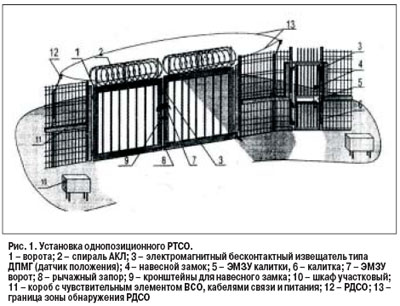 12
1
2
13
3
4
5
6
11
10
9
8
7
3
Рис. 1. Установка однопозиционного РТСО.
1 – ворота; 2 – спираль АКЛ; 3 – электромагнитный бесконтактный извещатель типа
ДПМГ (датчик положения); 4 – навесной замок; 5 – ЭМЗУ калитки, 6 – калитка; 7 – ЭМЗУ
ворот; 8 – рычажный запор; 9 – кронштейны для навесного замка; 10 – шкаф участковый;
11 – короб с чувствительным элементом ВСО, кабелями связи и питания; 12 – РДСО; 13 –
граница зоны обнаружения РДСО